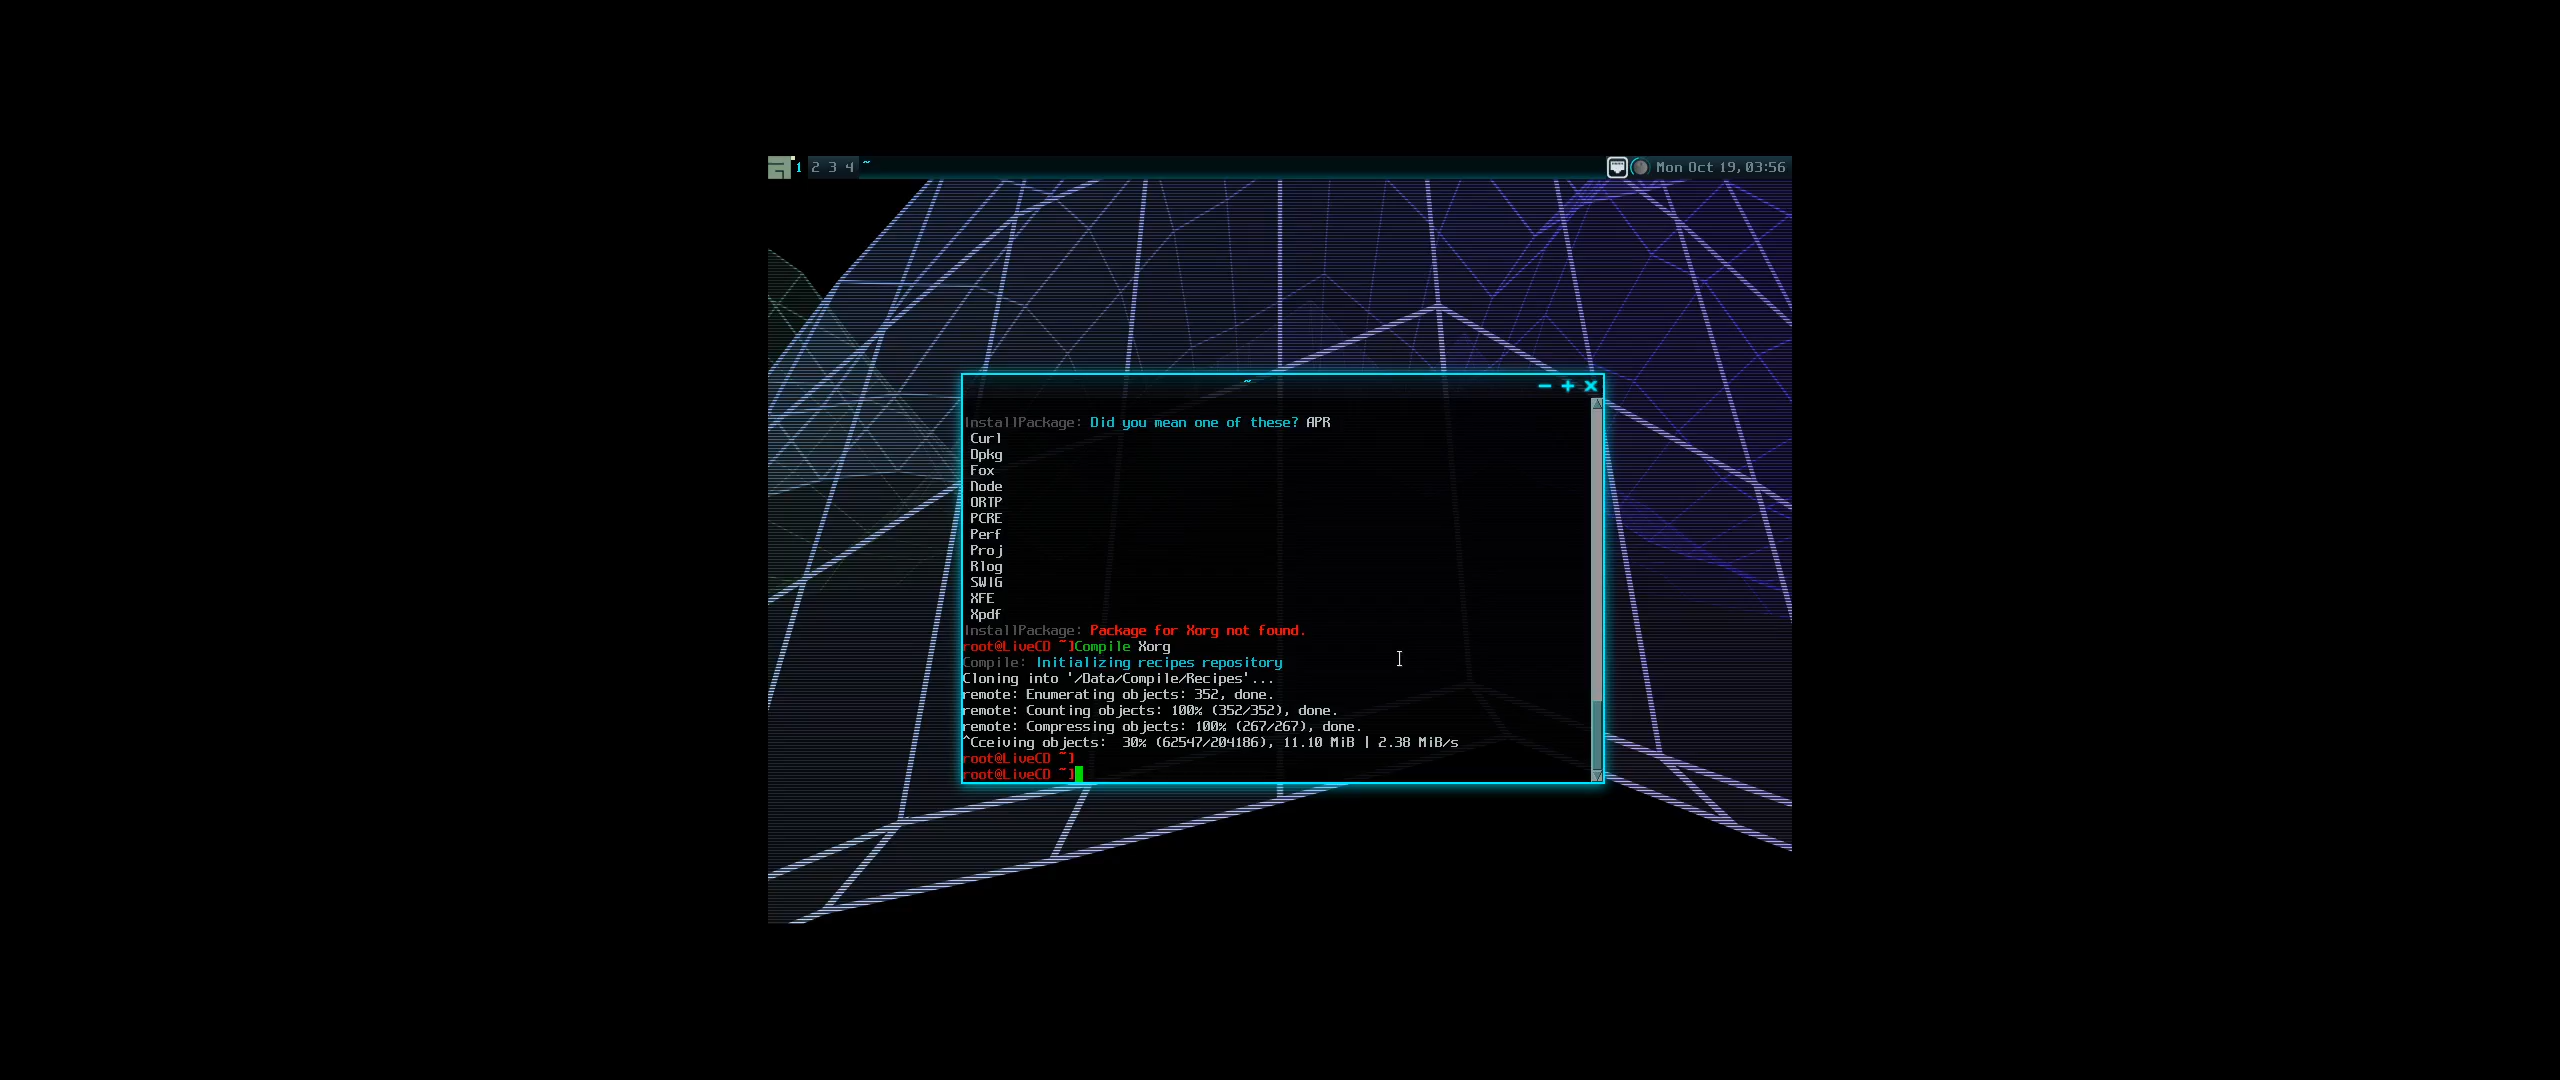 1 2 3 4 ~ Mon Oct 19, 03:56
~
InstallPackage: Did you mean one of these? APR
Curl
Dpkg
Fox
Node
ORTP
PCRE
Perf
Proj
Rlog
SWIG
XFE
Xpdf
InstallPackage: Package for Xorg not found.
root@LiveCD ~]Compile Xorg
Compile: Initializing recipes repository
Cloning into '/Data/Compile/Recipes'...
remote: Enumerating objects: 352, done.
remote: Counting objects: 100% (352/352), done.
remote: Compressing objects: 100% (267/267), done.
^Cceiving objects:  30% (62547/204186), 11.10 MiB | 2.38 MiB/s
root@LiveCD ~]
root@LiveCD ~]